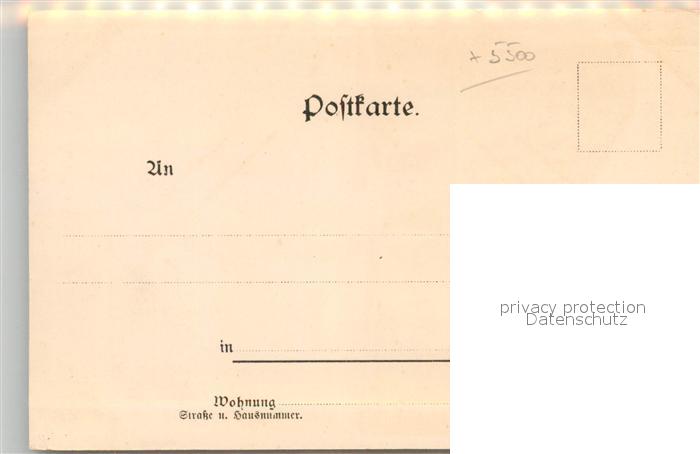 + 5500
Poſtkarte.
An
in
Wohnung
Straße u. Hausnummer.
privacy protection
Datenschutz